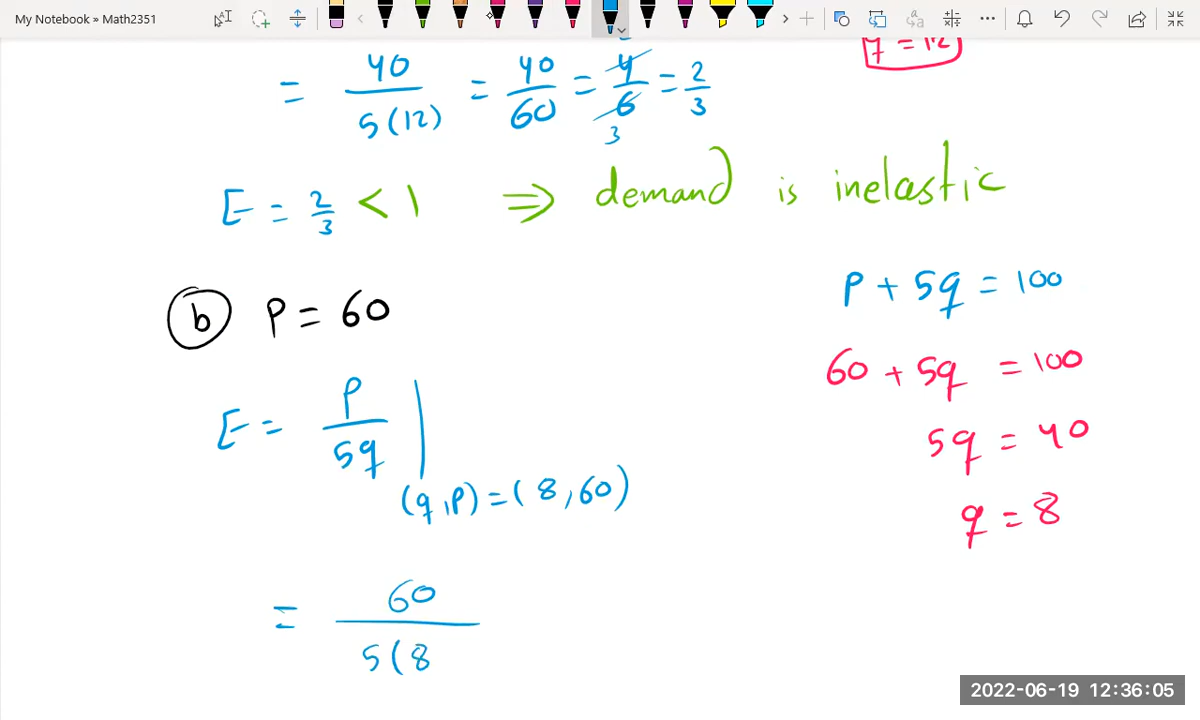 My Notebook » Math2351
q = 12
= 40/5(12) = 40/60 = 4/6 = 2/3
3
E = 2/3 < 1 ⇒ demand is inelastic
p + 5q = 100
(b) P = 60
60 + 5q = 100
E = P/5q |
5q = 40
(q,p) = (8,60)
q = 8
= 60/5(8
2022-06-19 12:36:05